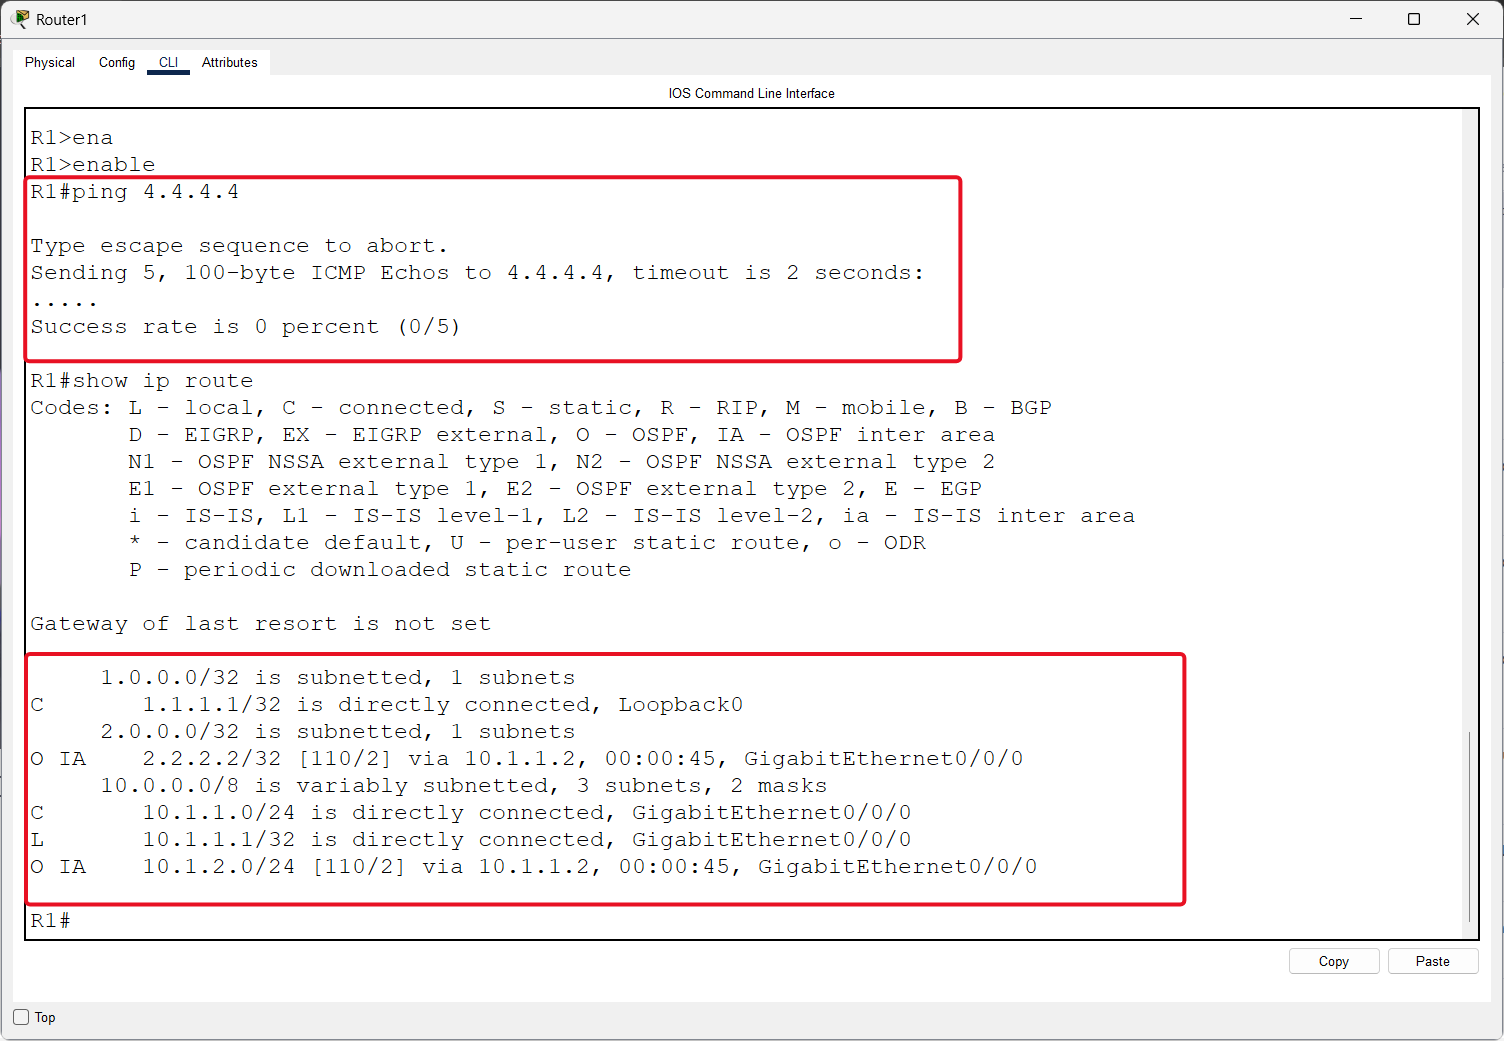 Router1
Physical Config CLI Attributes
IOS Command Line Interface
R1>ena
R1>enable
R1#ping 4.4.4.4
Type escape sequence to abort.
Sending 5, 100-byte ICMP Echos to 4.4.4.4, timeout is 2 seconds:
.....
Success rate is 0 percent (0/5)
R1#show ip route
Codes: L - local, C - connected, S - static, R - RIP, M - mobile, B - BGP
D - EIGRP, EX - EIGRP external, O - OSPF, IA - OSPF inter area
N1 - OSPF NSSA external type 1, N2 - OSPF NSSA external type 2
E1 - OSPF external type 1, E2 - OSPF external type 2, E - EGP
i - IS-IS, L1 - IS-IS level-1, L2 - IS-IS level-2, ia - IS-IS inter area
* - candidate default, U - per-user static route, o - ODR
P - periodic downloaded static route
Gateway of last resort is not set
1.0.0.0/32 is subnetted, 1 subnets
C 1.1.1.1/32 is directly connected, Loopback0
2.0.0.0/32 is subnetted, 1 subnets
O IA 2.2.2.2/32 [110/2] via 10.1.1.2, 00:00:45, GigabitEthernet0/0/0
10.0.0.0/8 is variably subnetted, 3 subnets, 2 masks
C 10.1.1.0/24 is directly connected, GigabitEthernet0/0/0
L 10.1.1.1/32 is directly connected, GigabitEthernet0/0/0
O IA 10.1.2.0/24 [110/2] via 10.1.1.2, 00:00:45, GigabitEthernet0/0/0
R1#
Copy Paste
Top